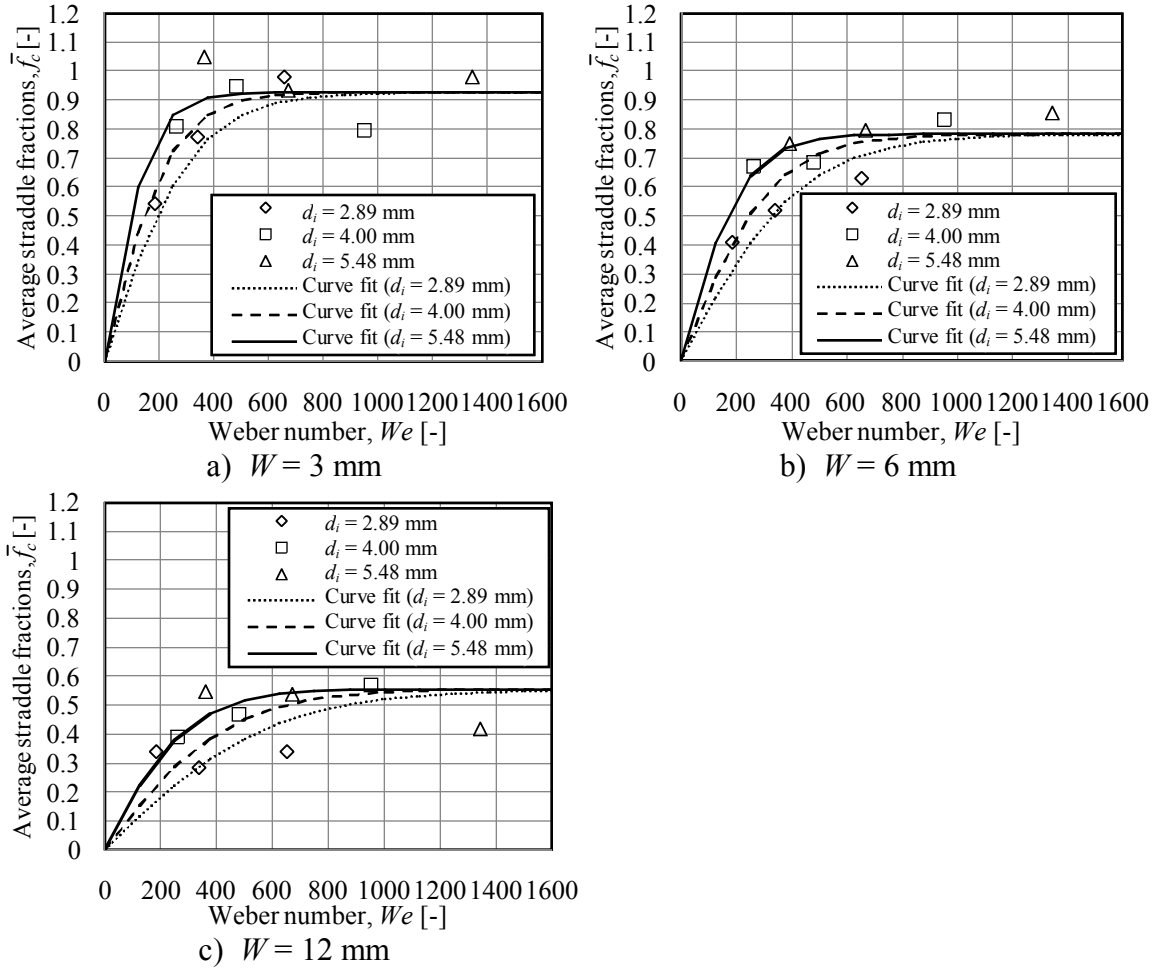 Average straddle fractions, f̄c [-]
1.2
1.1
1
0.9
0.8
0.7
0.6
0.5
0.4
0.3
0.2
0.1
0
di = 2.89 mm
di = 4.00 mm
di = 5.48 mm
Curve fit (di = 2.89 mm)
Curve fit (di = 4.00 mm)
Curve fit (di = 5.48 mm)
0 200 400 600 800 1000 1200 1400 1600
Weber number, We [-]
a) W = 3 mm
Average straddle fractions, f̄c [-]
1.2
1.1
1
0.9
0.8
0.7
0.6
0.5
0.4
0.3
0.2
0.1
0
di = 2.89 mm
di = 4.00 mm
di = 5.48 mm
Curve fit (di = 2.89 mm)
Curve fit (di = 4.00 mm)
Curve fit (di = 5.48 mm)
0 200 400 600 800 1000 1200 1400 1600
Weber number, We [-]
b) W = 6 mm
Average straddle fractions, f̄c [-]
1.2
1.1
1
0.9
0.8
0.7
0.6
0.5
0.4
0.3
0.2
0.1
0
di = 2.89 mm
di = 4.00 mm
di = 5.48 mm
Curve fit (di = 2.89 mm)
Curve fit (di = 4.00 mm)
Curve fit (di = 5.48 mm)
0 200 400 600 800 1000 1200 1400 1600
Weber number, We [-]
c) W = 12 mm